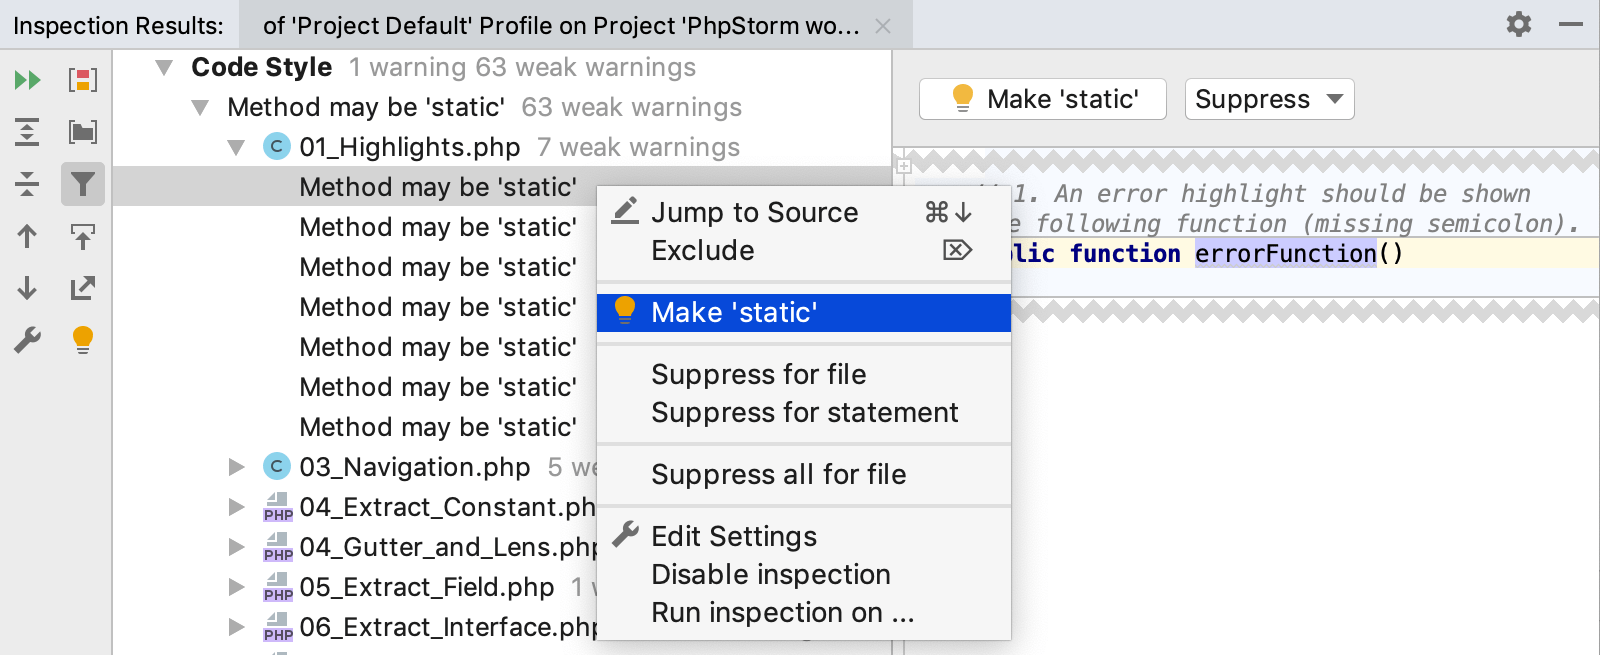 Inspection Results: of 'Project Default' Profile on Project 'PhpStorm wo...
Code Style 1 warning 63 weak warnings
Method may be 'static' 63 weak warnings
C 01_Highlights.php 7 weak warnings
Method may be 'static'
Method may be 'static'
Method may be 'static'
Method may be 'static'
Method may be 'static'
Method may be 'static'
Method may be 'static'
C 03_Navigation.php 5 we
PHP 04_Extract_Constant.ph
PHP 04_Gutter_and_Lens.php
PHP 05_Extract_Field.php 1
PHP 06_Extract_Interface.php
Jump to Source ⌘↓
Exclude ⌦
Make 'static'
Suppress for file
Suppress for statement
Suppress all for file
Edit Settings
Disable inspection
Run inspection on ...
Make 'static' Suppress
1. An error highlight should be shown
e following function (missing semicolon).
lic function errorFunction()